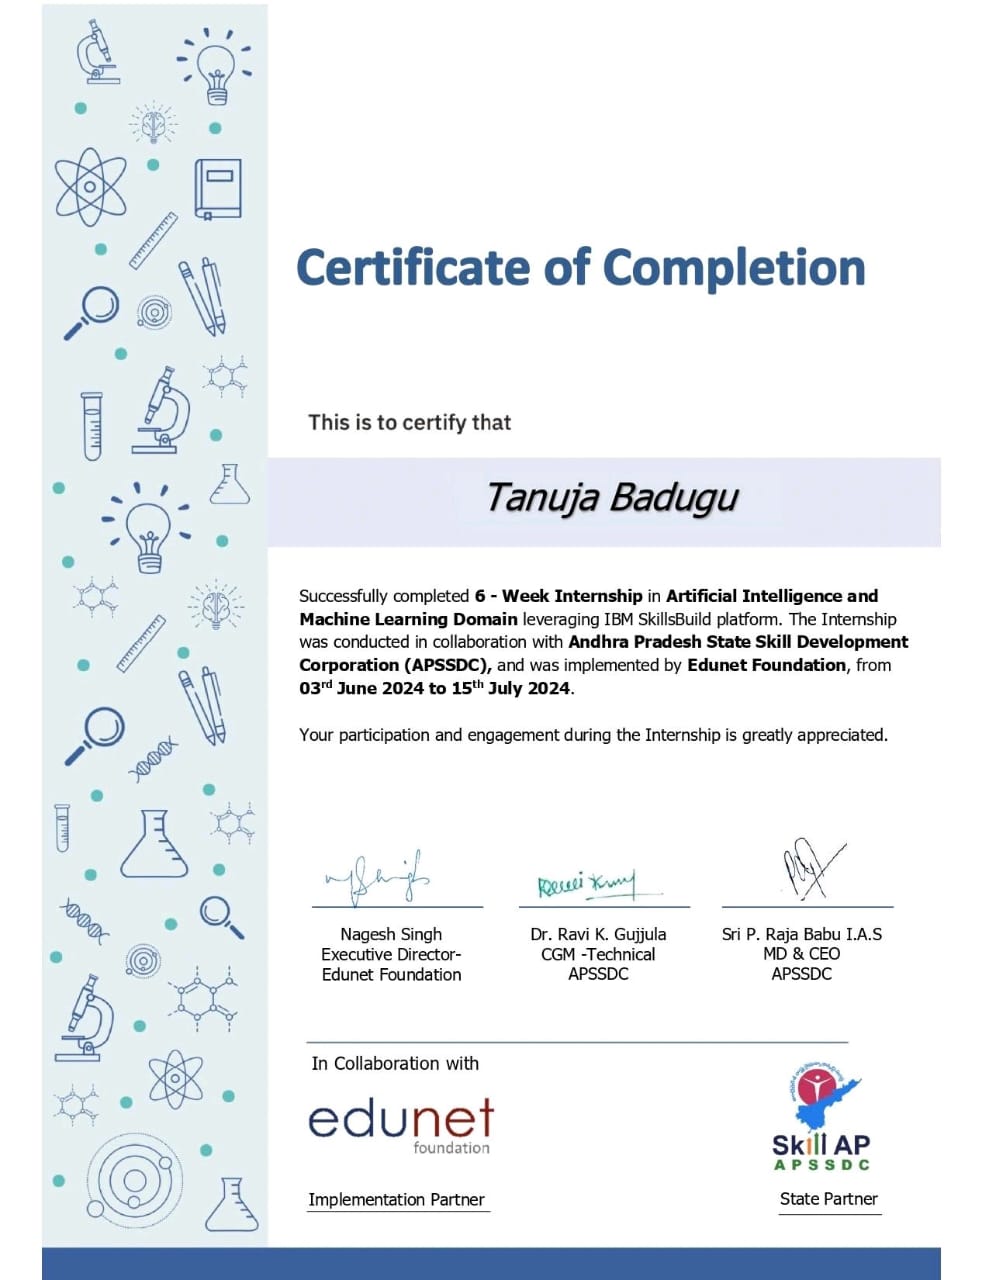 Certificate of Completion
This is to certify that
Tanuja Badugu
Successfully completed 6 - Week Internship in Artificial Intelligence and
Machine Learning Domain leveraging IBM SkillsBuild platform. The Internship
was conducted in collaboration with Andhra Pradesh State Skill Development
Corporation (APSSDC), and was implemented by Edunet Foundation, from
03rd June 2024 to 15th July 2024.
Your participation and engagement during the Internship is greatly appreciated.
Nagesh Singh
Executive Director-
Edunet Foundation
Dr. Ravi K. Gujjula
CGM -Technical
APSSDC
Sri P. Raja Babu I.A.S
MD & CEO
APSSDC
In Collaboration with
edunet
foundation
Implementation Partner
Skill AP
APSSDC
State Partner